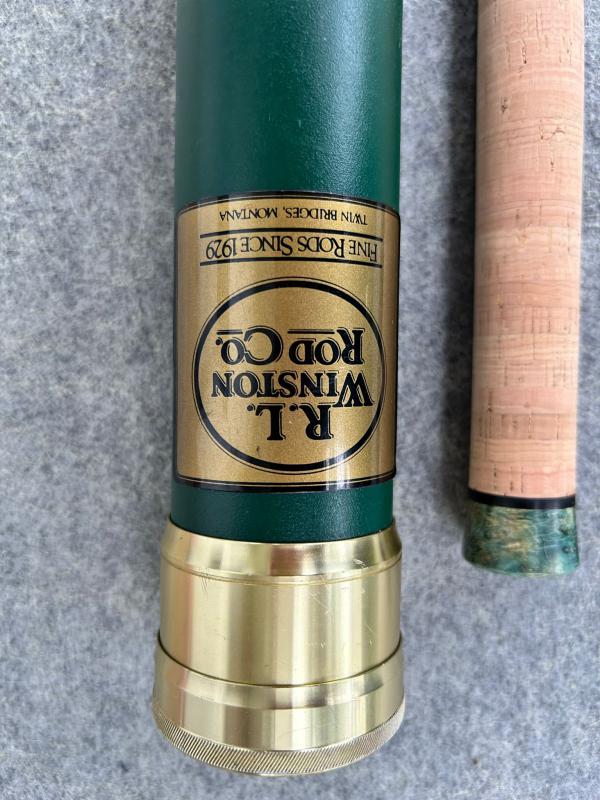 R.L.
WINSTON
ROD CO.
FINE RODS SINCE 1929
TWIN BRIDGES, MONTANA